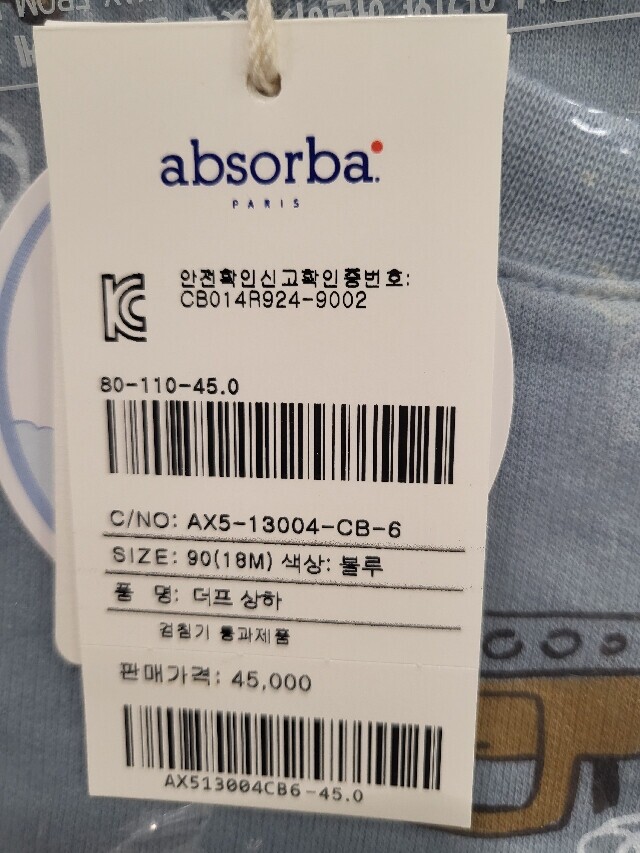 absorba
PARIS
안전확인신고확인증번호:
CB014R924-9002
80-110-45.0
C/NO: AX5-13004-CB-6
SIZE: 90(18M) 색상: 블루
품 명: 더프 상하
검침기 통과제품
판매가격: 45,000
AX513004CB6-45.0